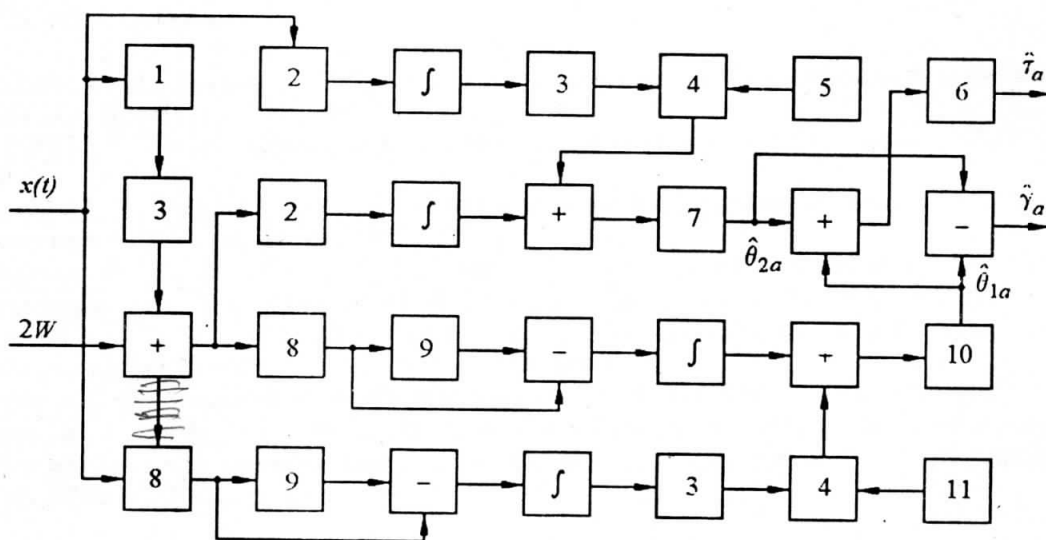 1 2 ∫ 3 4 5 6 τ̂ₐ
x(t) 3 2 ∫ + 7 + - γ̂ₐ
θ̂₂ₐ θ̂₁ₐ
2W + 8 9 - ∫ + 10
8 9 - ∫ 3 4 11